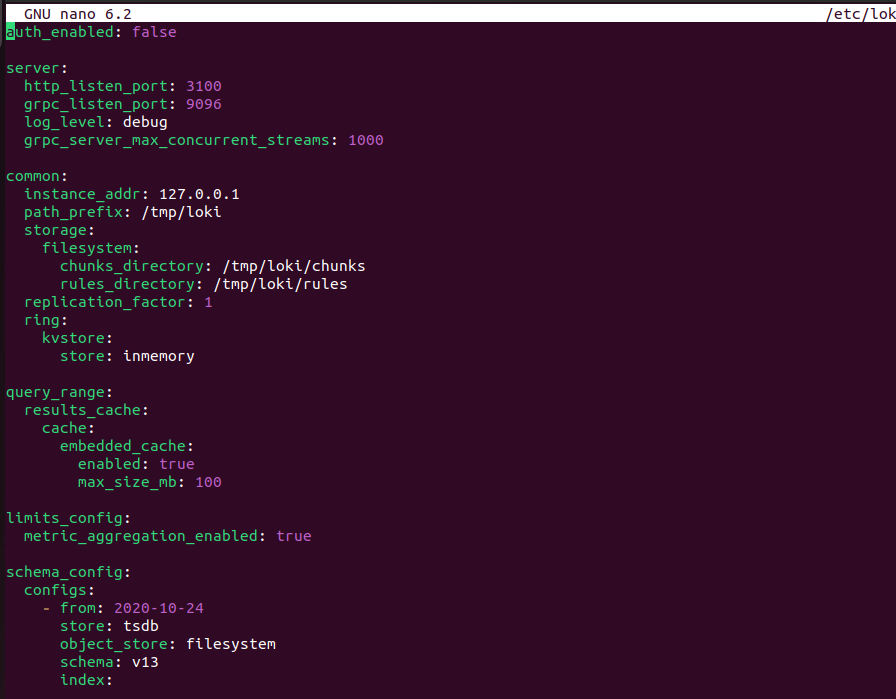 GNU nano 6.2 /etc/lok
auth_enabled: false
server:
  http_listen_port: 3100
  grpc_listen_port: 9096
  log_level: debug
  grpc_server_max_concurrent_streams: 1000
common:
  instance_addr: 127.0.0.1
  path_prefix: /tmp/loki
  storage:
    filesystem:
      chunks_directory: /tmp/loki/chunks
      rules_directory: /tmp/loki/rules
  replication_factor: 1
  ring:
    kvstore:
      store: inmemory
query_range:
  results_cache:
    cache:
      embedded_cache:
        enabled: true
        max_size_mb: 100
limits_config:
  metric_aggregation_enabled: true
schema_config:
  configs:
    - from: 2020-10-24
      store: tsdb
      object_store: filesystem
      schema: v13
      index: